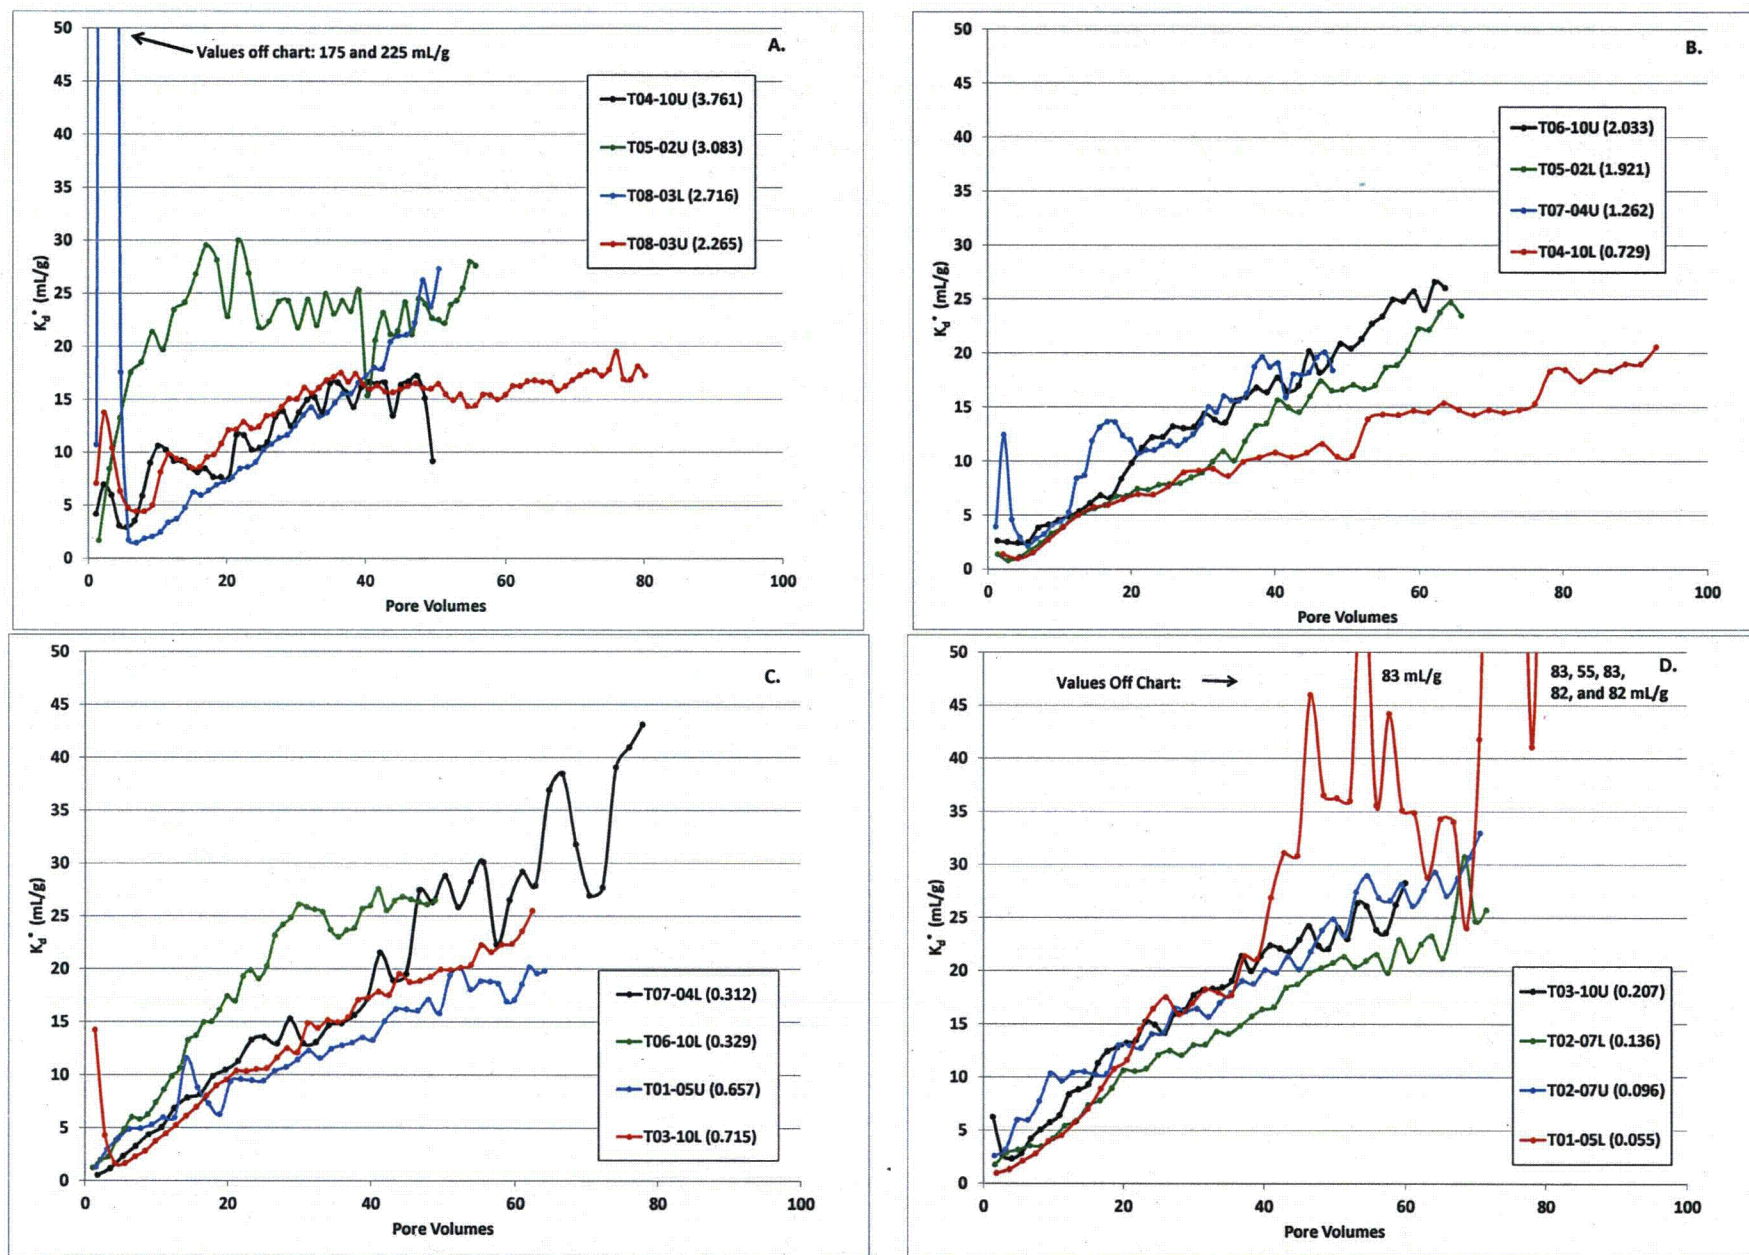 A.
Values off chart: 175 and 225 mL/g
T04-10U (3.761)
T05-02U (3.083)
T08-03L (2.716)
T08-03U (2.265)
50
45
40
35
30
25
20
15
10
5
0
Kd* (mL/g)
0 20 40 60 80 100
Pore Volumes
B.
T06-10U (2.033)
T05-02L (1.921)
T07-04U (1.262)
T04-10L (0.729)
50
45
40
35
30
25
20
15
10
5
0
Kd* (mL/g)
0 20 40 60 80 100
Pore Volumes
C.
50
45
40
35
30
25
20
15
10
5
0
Kd* (mL/g)
T07-04L (0.312)
T06-10L (0.329)
T01-05U (0.657)
T03-10L (0.715)
0 20 40 60 80 100
Pore Volumes
D.
Values Off Chart:
83 mL/g
83, 55, 83,
82, and 82 mL/g
50
45
40
35
30
25
20
15
10
5
0
Kd* (mL/g)
T03-10U (0.207)
T02-07L (0.136)
T02-07U (0.096)
T01-05L (0.055)
0 20 40 60 80 100
Pore Volumes